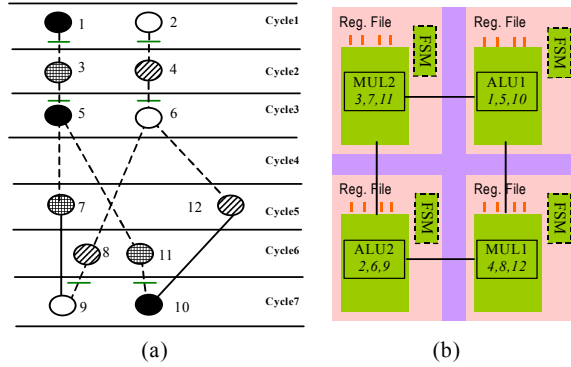 1 2 Cycle1
3 4 Cycle2
5 6 Cycle3
Cycle4
7 12 Cycle5
8 11 Cycle6
9 10 Cycle7
(a)
Reg. File FSM
MUL2
3,7,11
Reg. File FSM
ALU1
1,5,10
Reg. File FSM
ALU2
2,6,9
Reg. File FSM
MUL1
4,8,12
(b)